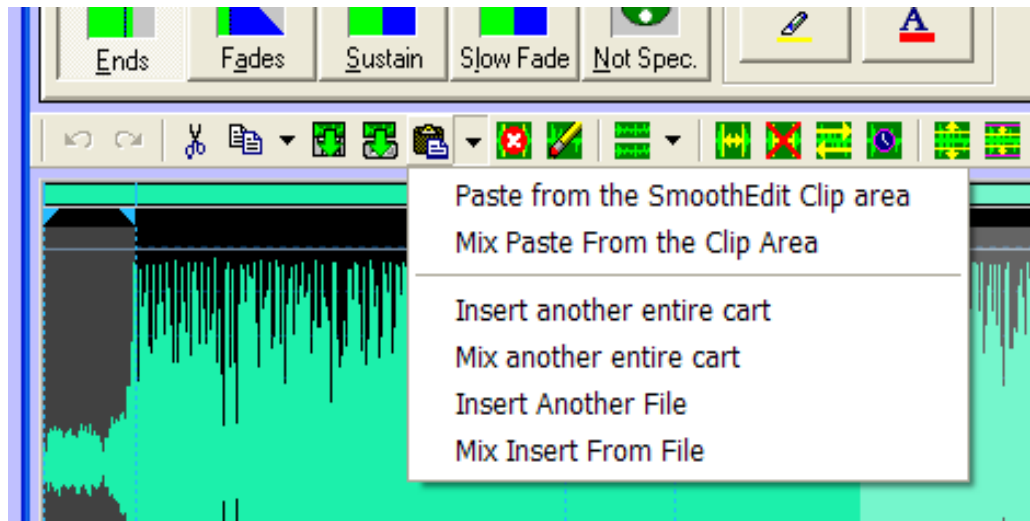 Ends Fades Sustain Slow Fade Not Spec. A
Paste from the SmoothEdit Clip area
Mix Paste From the Clip Area
Insert another entire cart
Mix another entire cart
Insert Another File
Mix Insert From File